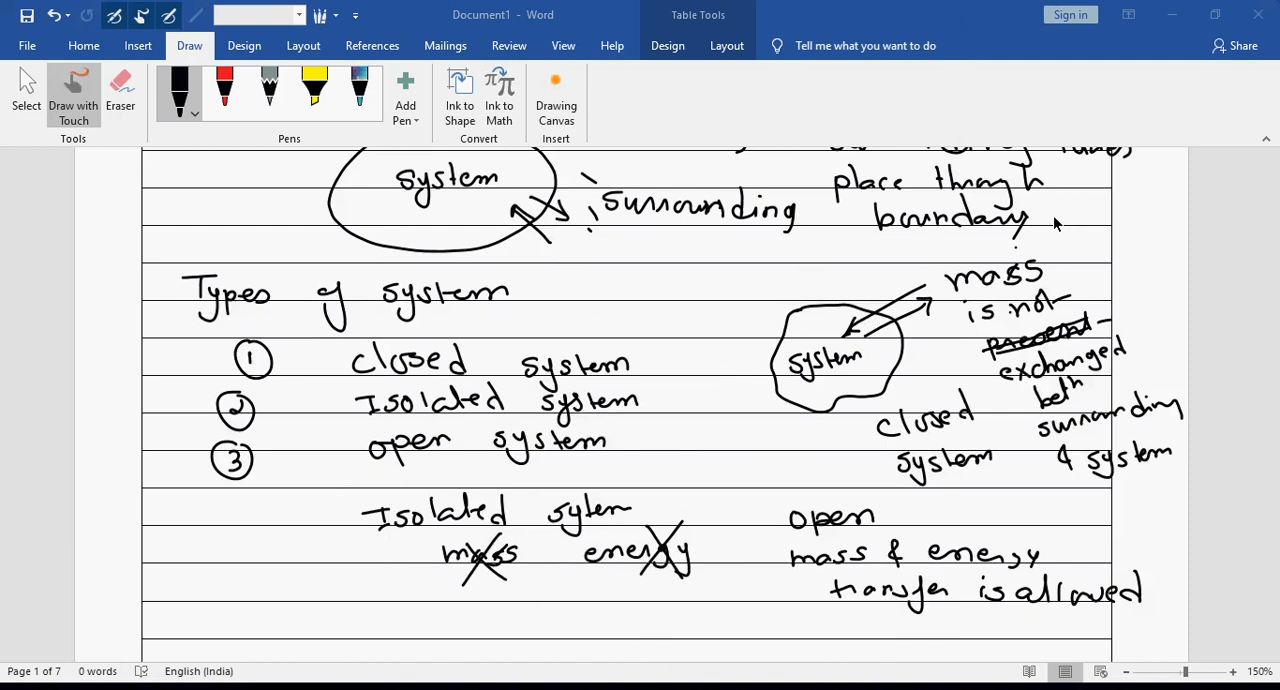 Document1 - Word
Table Tools
Sign in
File
Home
Insert
Draw
Design
Layout
References
Mailings
Review
View
Help
Design
Layout
Tell me what you want to do
Share
Select
Draw with Touch
Eraser
Add Pen
Ink to Shape
Ink to Math
Drawing Canvas
Tools
Pens
Convert
Insert
system
surrounding
place through
boundary
Types of system
1 closed system
2 Isolated system
3 open system
system
mass
is not
exchanged
betn
surrounding
& system
closed
system
Isolated sytem
mass energy
open
mass & energy
transfer is allowed
Page 1 of 7
0 words
English (India)
150%